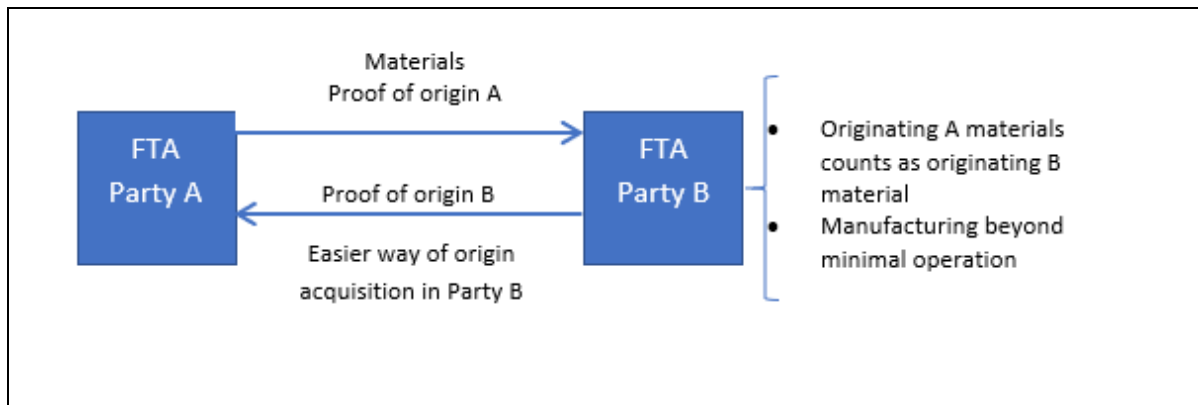 FTA
Party A
Materials
Proof of origin A
Proof of origin B
Easier way of origin
acquisition in Party B
FTA
Party B
• Originating A materials
counts as originating B
material
• Manufacturing beyond
minimal operation